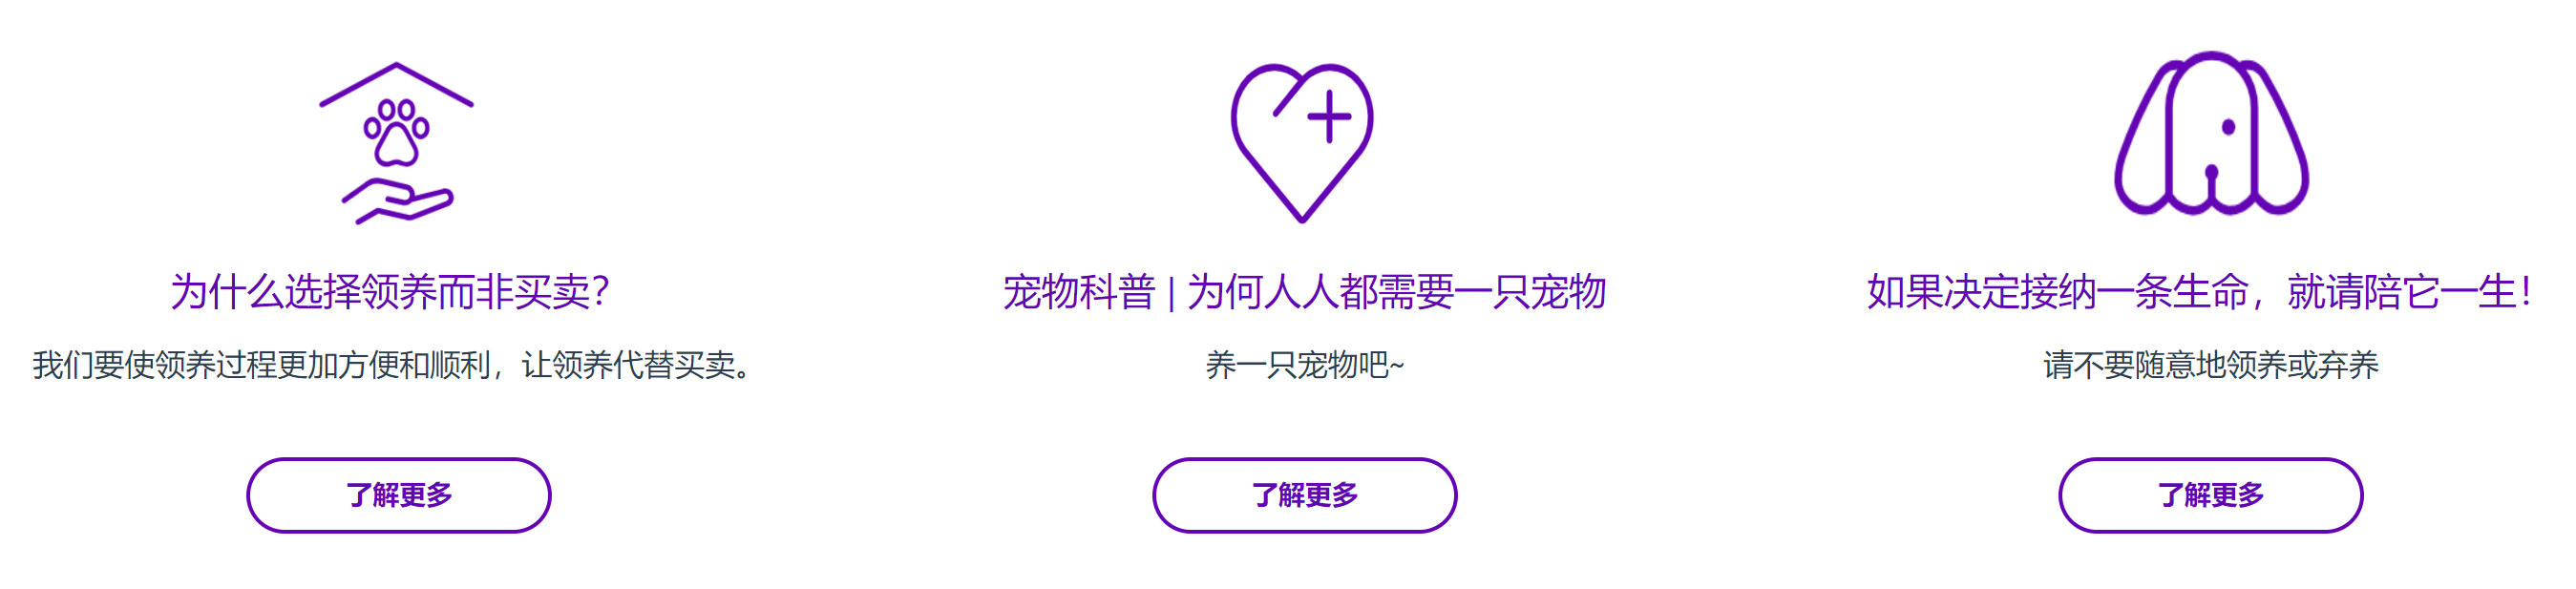 为什么选择领养而非买卖？
我们要使领养过程更加方便和顺利，让领养代替买卖。
了解更多
宠物科普 | 为何人人都需要一只宠物
养一只宠物吧~
了解更多
如果决定接纳一条生命，就请陪它一生！
请不要随意地领养或弃养
了解更多